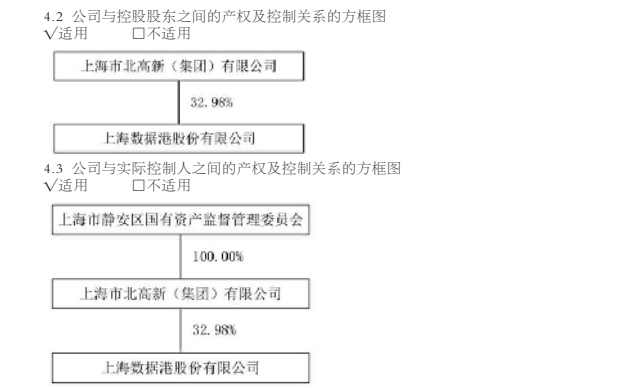 4.2 公司与控股股东之间的产权及控制关系的方框图
√适用 □不适用
上海市北高新（集团）有限公司
32.98%
上海数据港股份有限公司
4.3 公司与实际控制人之间的产权及控制关系的方框图
√适用 □不适用
上海市静安区国有资产监督管理委员会
100.00%
上海市北高新（集团）有限公司
32.98%
上海数据港股份有限公司